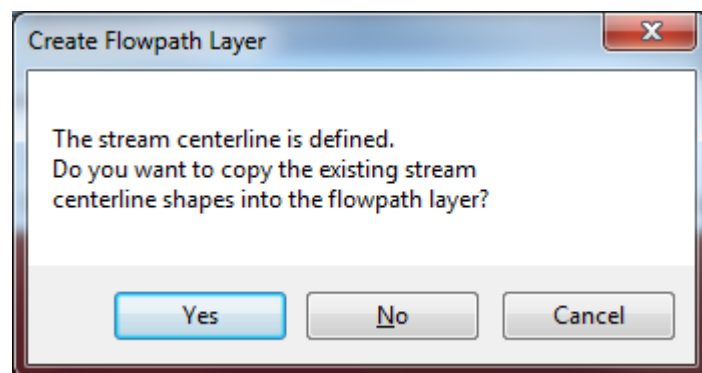 Create Flowpath Layer
The stream centerline is defined.
Do you want to copy the existing stream
centerline shapes into the flowpath layer?
Yes No Cancel